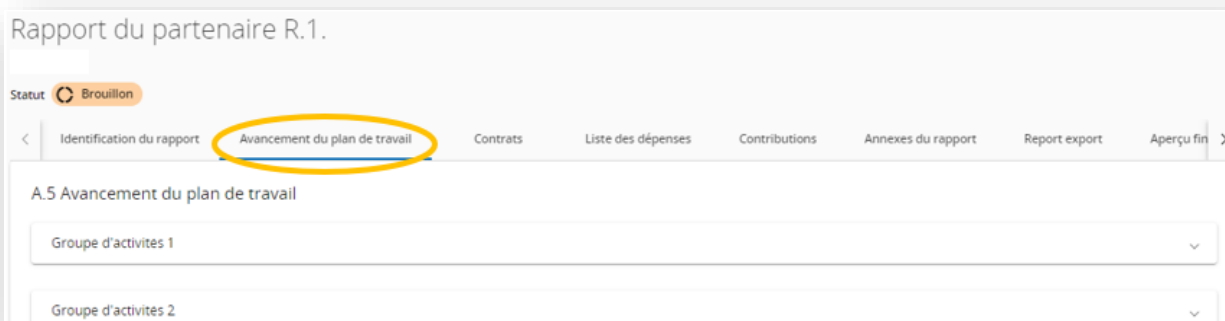 Rapport du partenaire R.1.
Statut Brouillon
Identification du rapport Avancement du plan de travail Contrats Liste des dépenses Contributions Annexes du rapport Report export Aperçu fin
A.5 Avancement du plan de travail
Groupe d'activités 1
Groupe d'activités 2